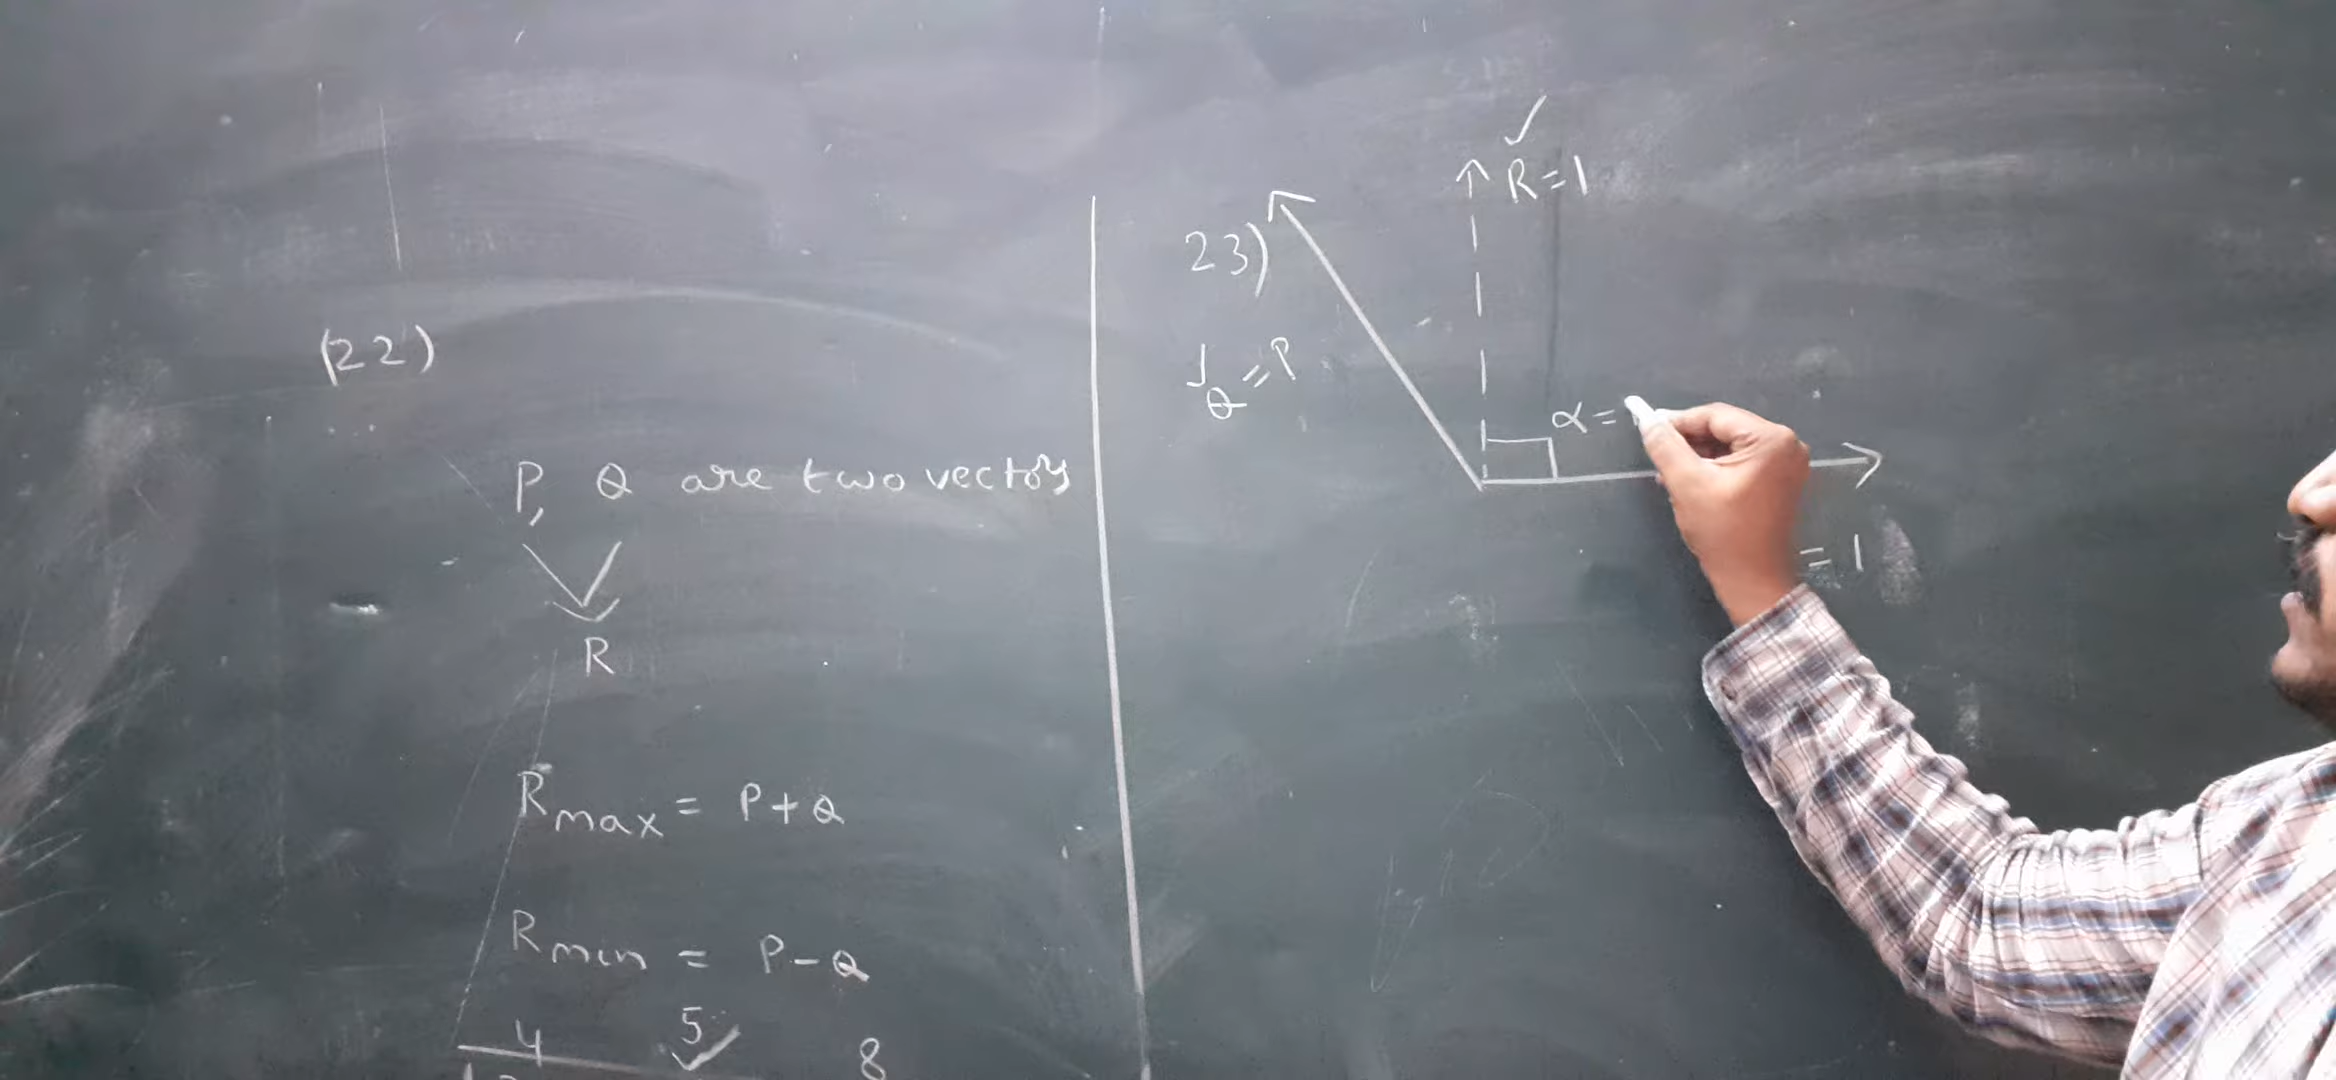 (22)
P, Q are two vectors
R
Rmax = P+Q
Rmin = P-Q
4 5 8
23)
R=1
Q = ?
α =
= 1